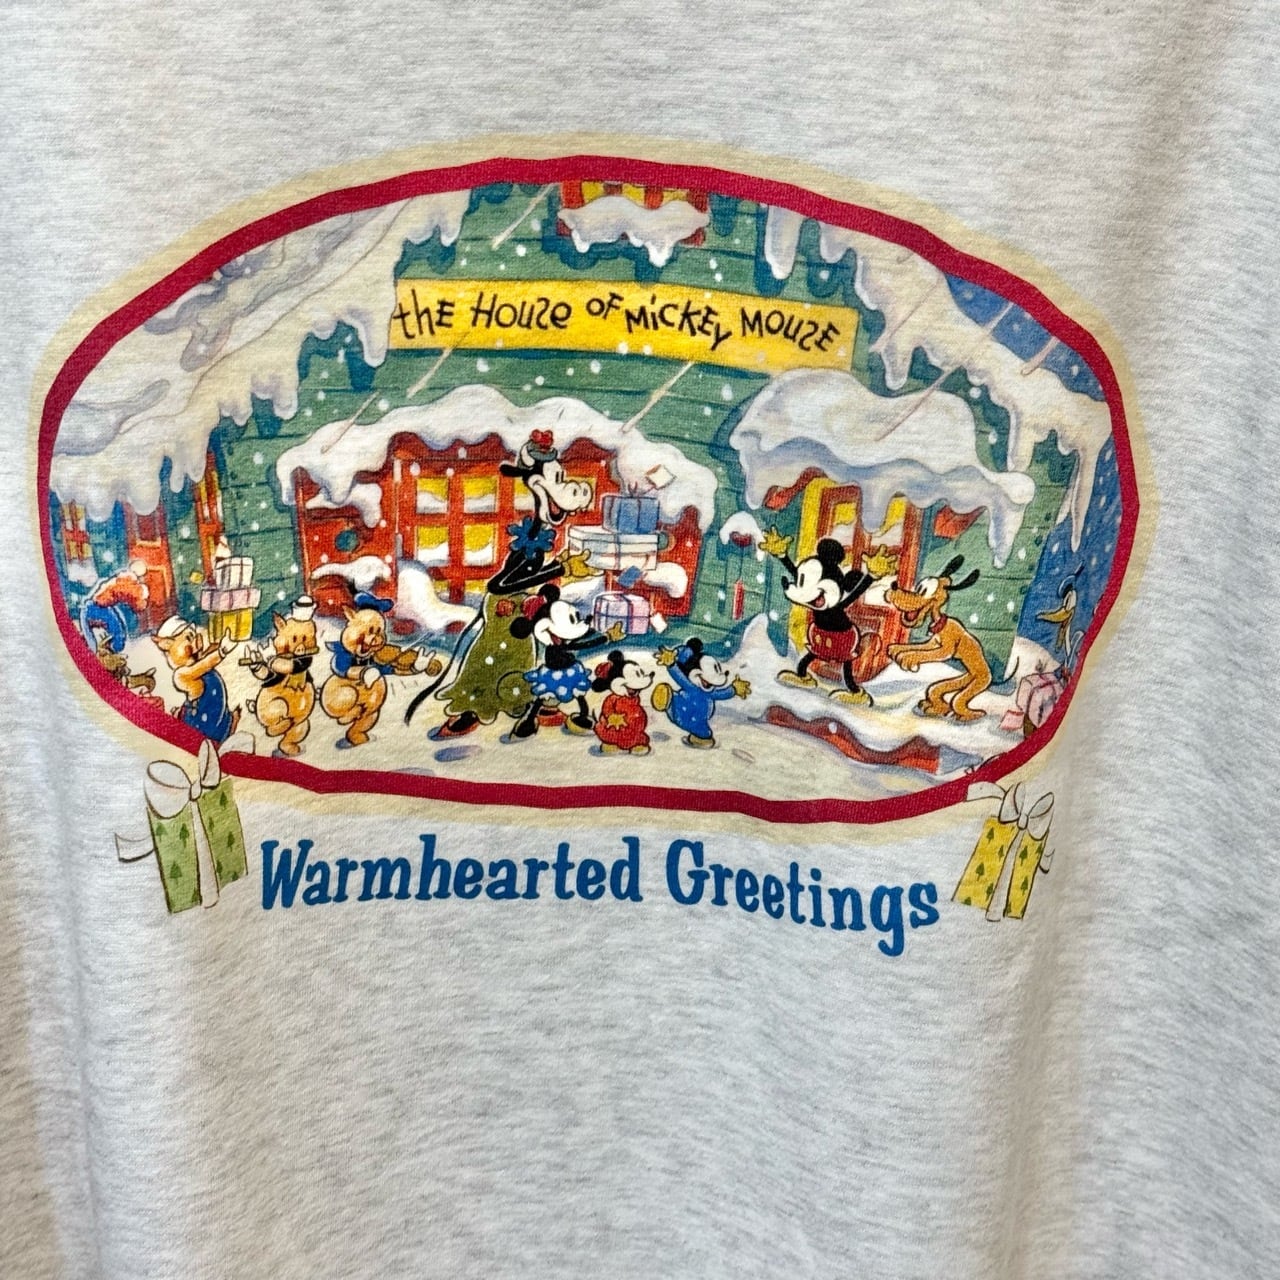 the House of Mickey Mouse
Warmhearted Greetings